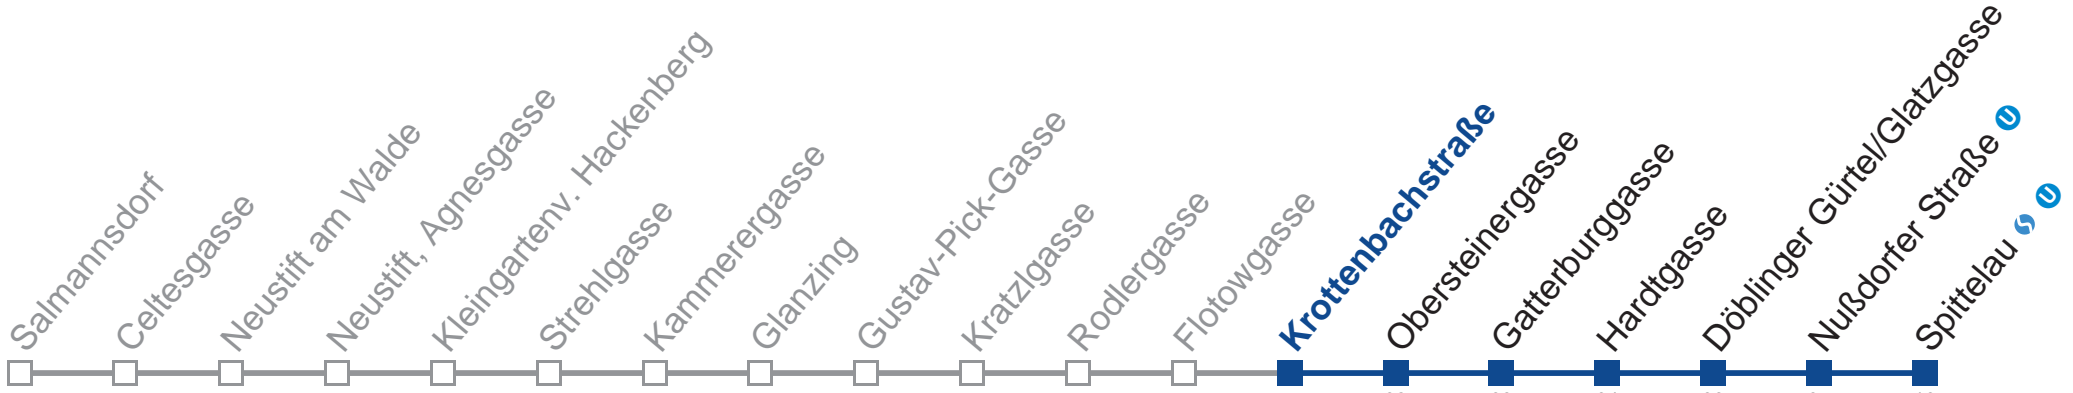 Salmannsdorf
Celtesgasse
Neustift am Walde
Neustift, Agnesgasse
Kleingartenv. Hackenberg
Strehlgasse
Kammerergasse
Glanzing
Gustav-Pick-Gasse
Kratzlgasse
Rodlergasse
Flotowgasse
Krottenbachstraße
Obersteinergasse
Gatterburggasse
Hardtgasse
Döblinger Gürtel/Glatzgasse
Nußdorfer Straße U
Spittelau S U